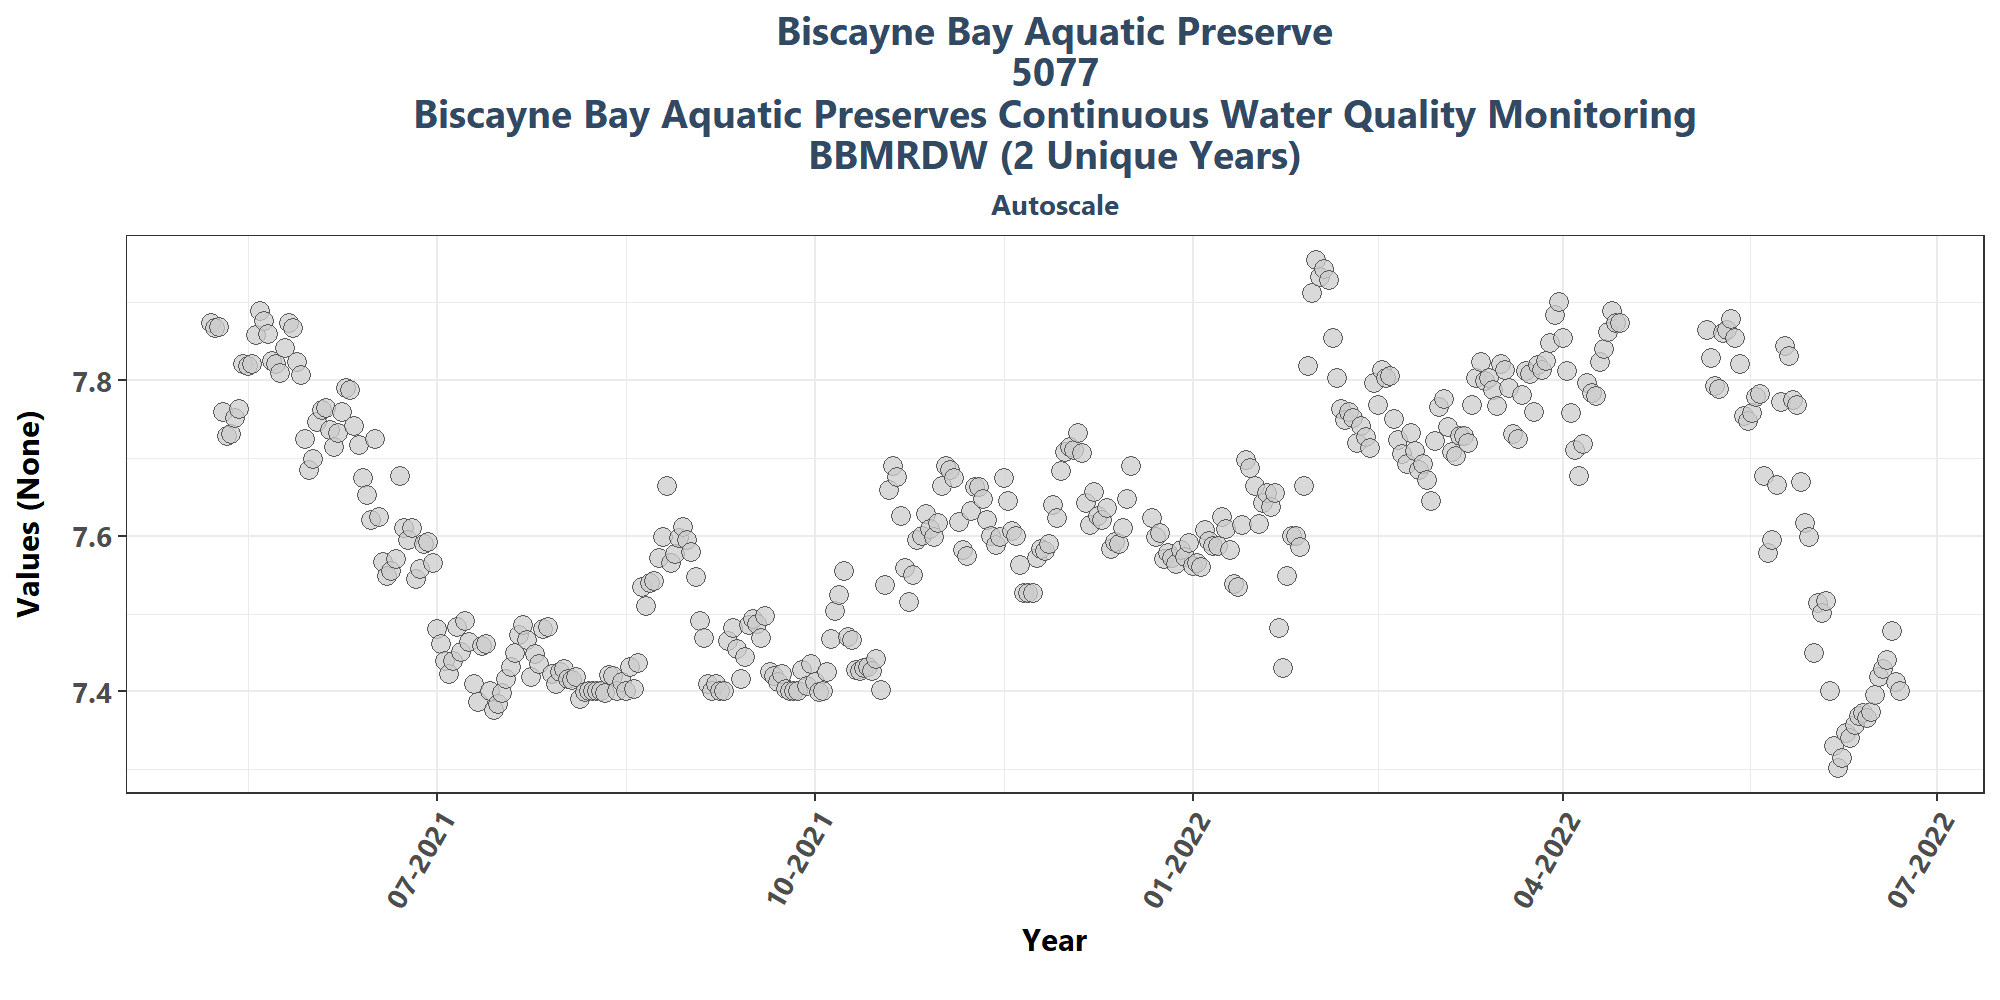 Biscayne Bay Aquatic Preserve
5077
Biscayne Bay Aquatic Preserves Continuous Water Quality Monitoring
BBMRDW (2 Unique Years)
Autoscale
Values (None)
7.8
7.6
7.4
07-2021
10-2021
01-2022
04-2022
07-2022
Year